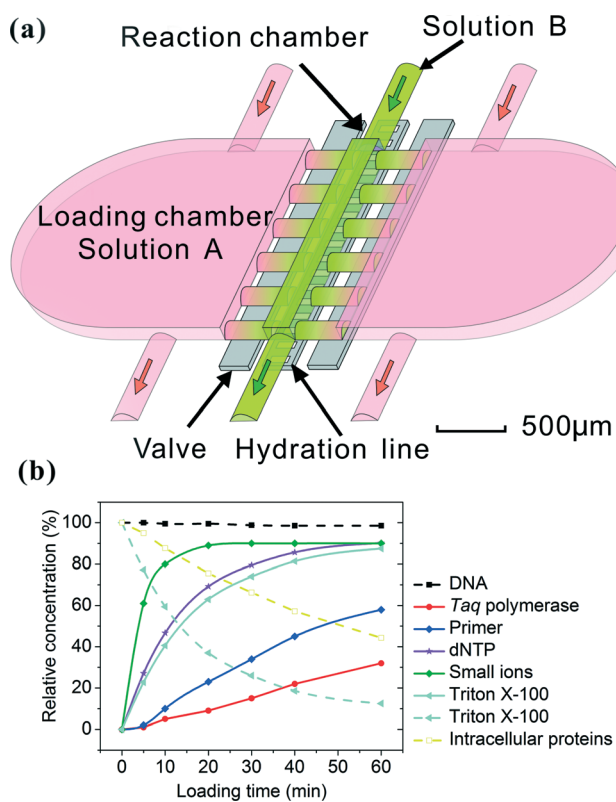 (a)
Reaction chamber
Solution B
Loading chamber
Solution A
Valve
Hydration line
500μm
(b)
Relative concentration (%)
100
80
60
40
20
0
0 10 20 30 40 50 60
Loading time (min)
DNA
Taq polymerase
Primer
dNTP
Small ions
Triton X-100
Triton X-100
Intracellular proteins